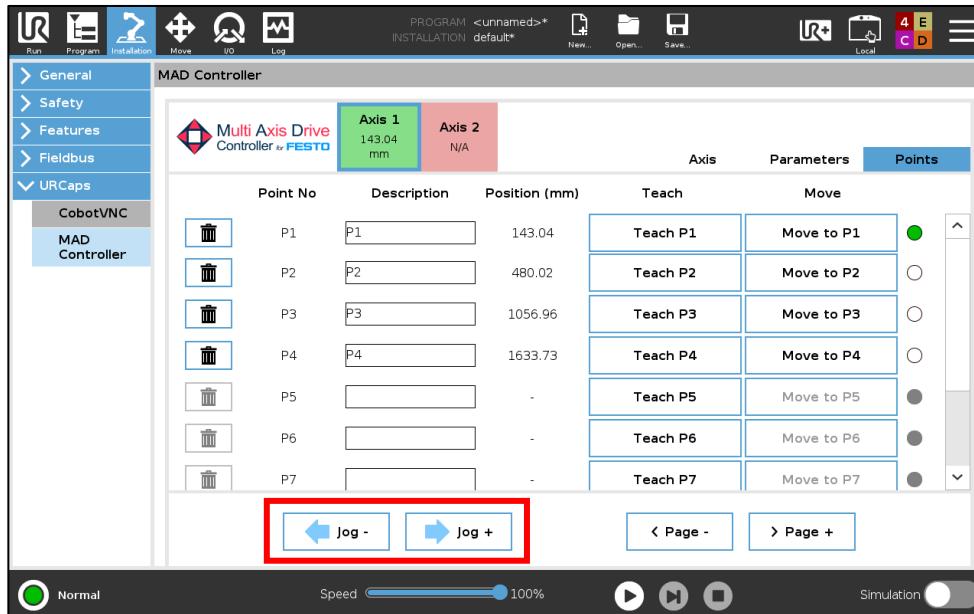 PROGRAM <unnamed>*
INSTALLATION default*
Run
Program
Installation
Move
I/O
Log
New...
Open...
Save...
UR+
Local
4 E
C D
General
Safety
Features
Fieldbus
URCaps
CobotVNC
MAD
Controller
MAD Controller
Multi Axis Drive
Controller for FESTO
Axis 1
143.04
mm
Axis 2
N/A
Axis Parameters Points
Point No Description Position (mm) Teach Move
P1 P1 143.04 Teach P1 Move to P1
P2 P2 480.02 Teach P2 Move to P2
P3 P3 1056.96 Teach P3 Move to P3
P4 P4 1633.73 Teach P4 Move to P4
P5 - Teach P5 Move to P5
P6 - Teach P6 Move to P6
P7 - Teach P7 Move to P7
Jog - Jog + < Page - > Page +
Normal Speed 100% Simulation